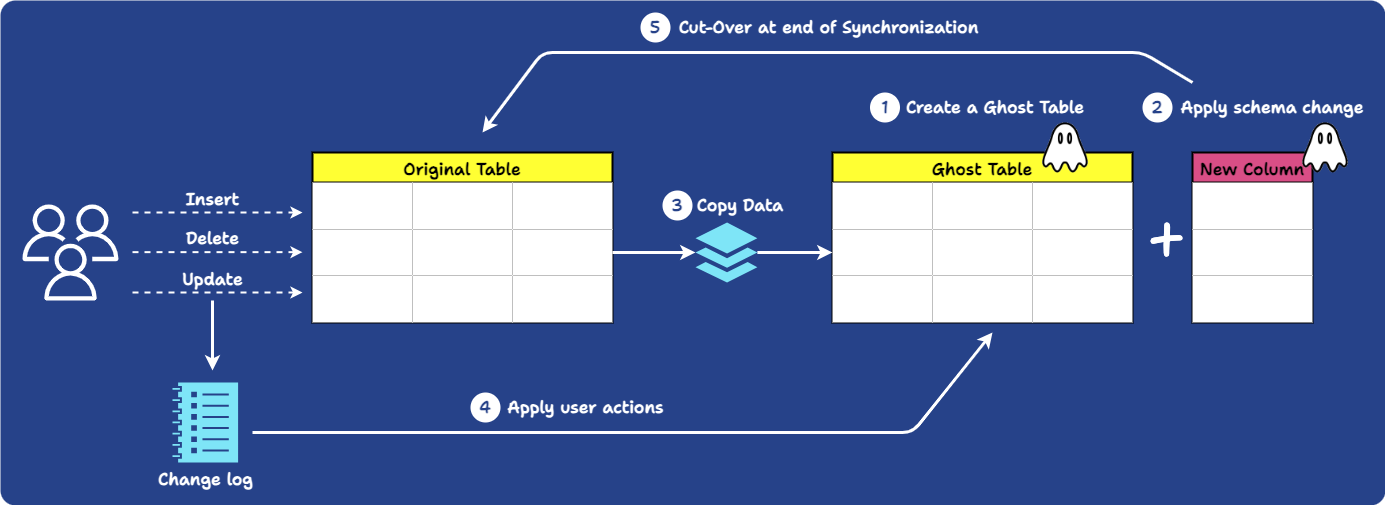 5 Cut-Over at end of Synchronization
1 Create a Ghost Table
2 Apply schema change
Original Table
Ghost Table
New Column
Insert
Delete
Update
3 Copy Data
4 Apply user actions
Change log